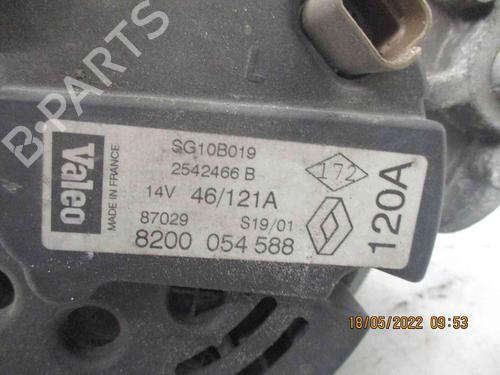 L
Valeo
MADE IN FRANCE
SG10B019
2542466 B
14V 46/121A
87029 S19/01
8200 054 588
172
120A
B
18/05/2022 09:53